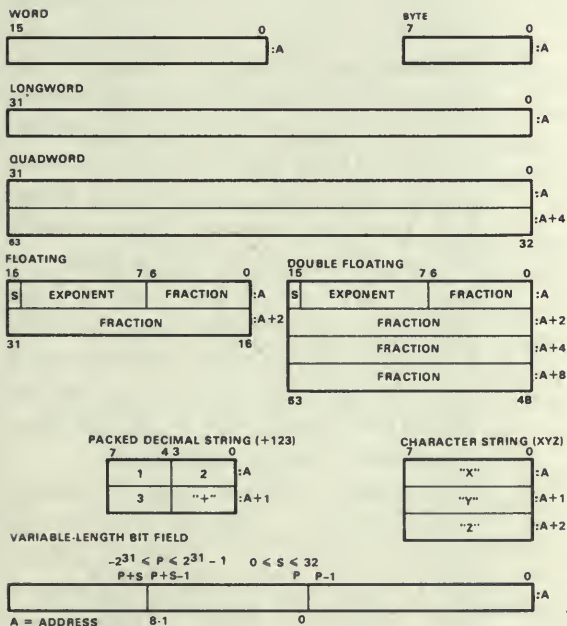 WORD
15 0
:A
BYTE
7 0
:A
LONGWORD
31 0
:A
QUADWORD
31 0
:A
:A+4
63 32
FLOATING
15 7 6 0
S EXPONENT FRACTION :A
FRACTION :A+2
31 16
DOUBLE FLOATING
15 7 6 0
S EXPONENT FRACTION :A
FRACTION :A+2
FRACTION :A+4
FRACTION :A+8
63 48
PACKED DECIMAL STRING (+123)
7 4 3 0
1 2 :A
3 "+" :A+1
CHARACTER STRING (XYZ)
7 0
"X" :A
"Y" :A+1
"Z" :A+2
VARIABLE-LENGTH BIT FIELD
-2³¹ ≤ P ≤ 2³¹ - 1 0 ≤ S ≤ 32
P+S P+S-1 P P-1 0
:A
A = ADDRESS S-1 0